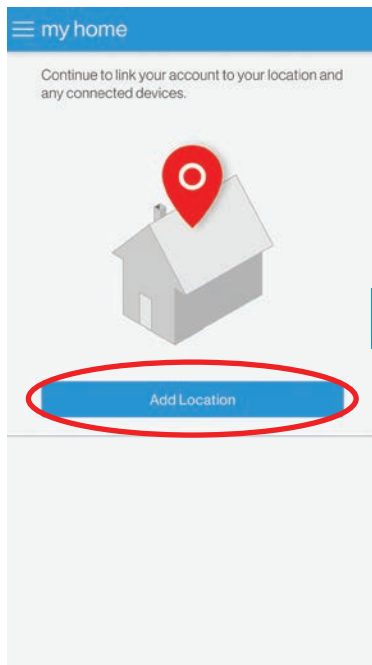 my home
Continue to link your account to your location and
any connected devices.
Add Location